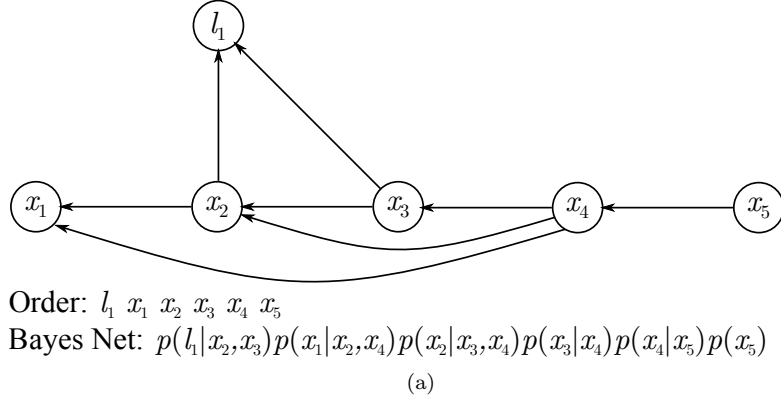 l₁
x₁ x₂ x₃ x₄ x₅
Order: l₁ x₁ x₂ x₃ x₄ x₅
Bayes Net: p(l₁|x₂,x₃)p(x₁|x₂,x₄)p(x₂|x₃,x₄)p(x₃|x₄)p(x₄|x₅)p(x₅)
(a)